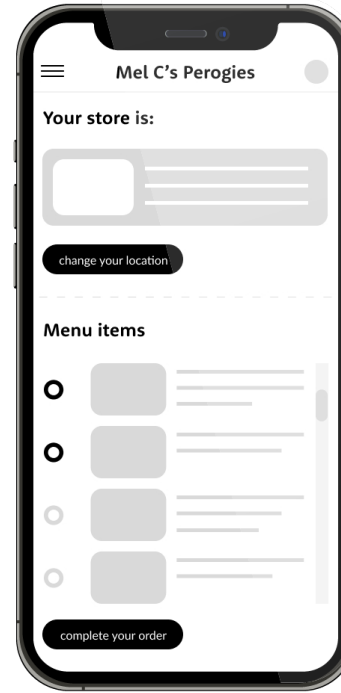 Mel C's Perogies
Your store is:
change your location
Menu items
complete your order